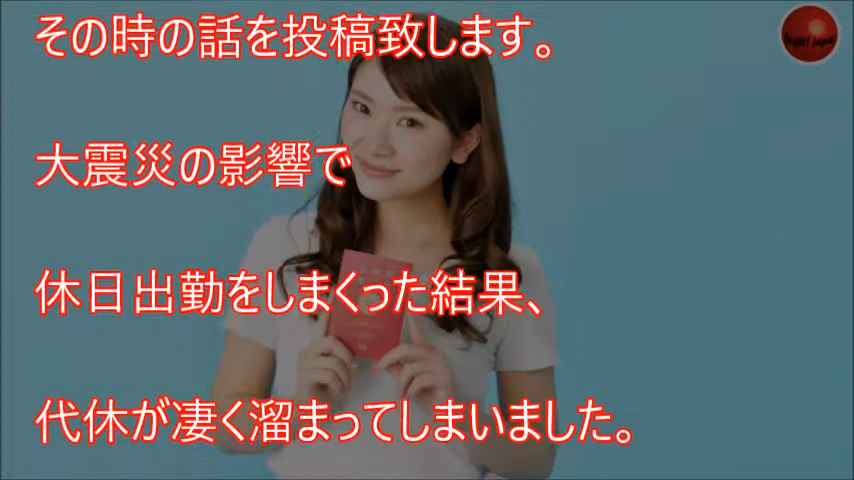 その時の話を投稿致します。
大震災の影響で
休日出勤をしまくった結果、
代休が凄く溜まってしまいました。